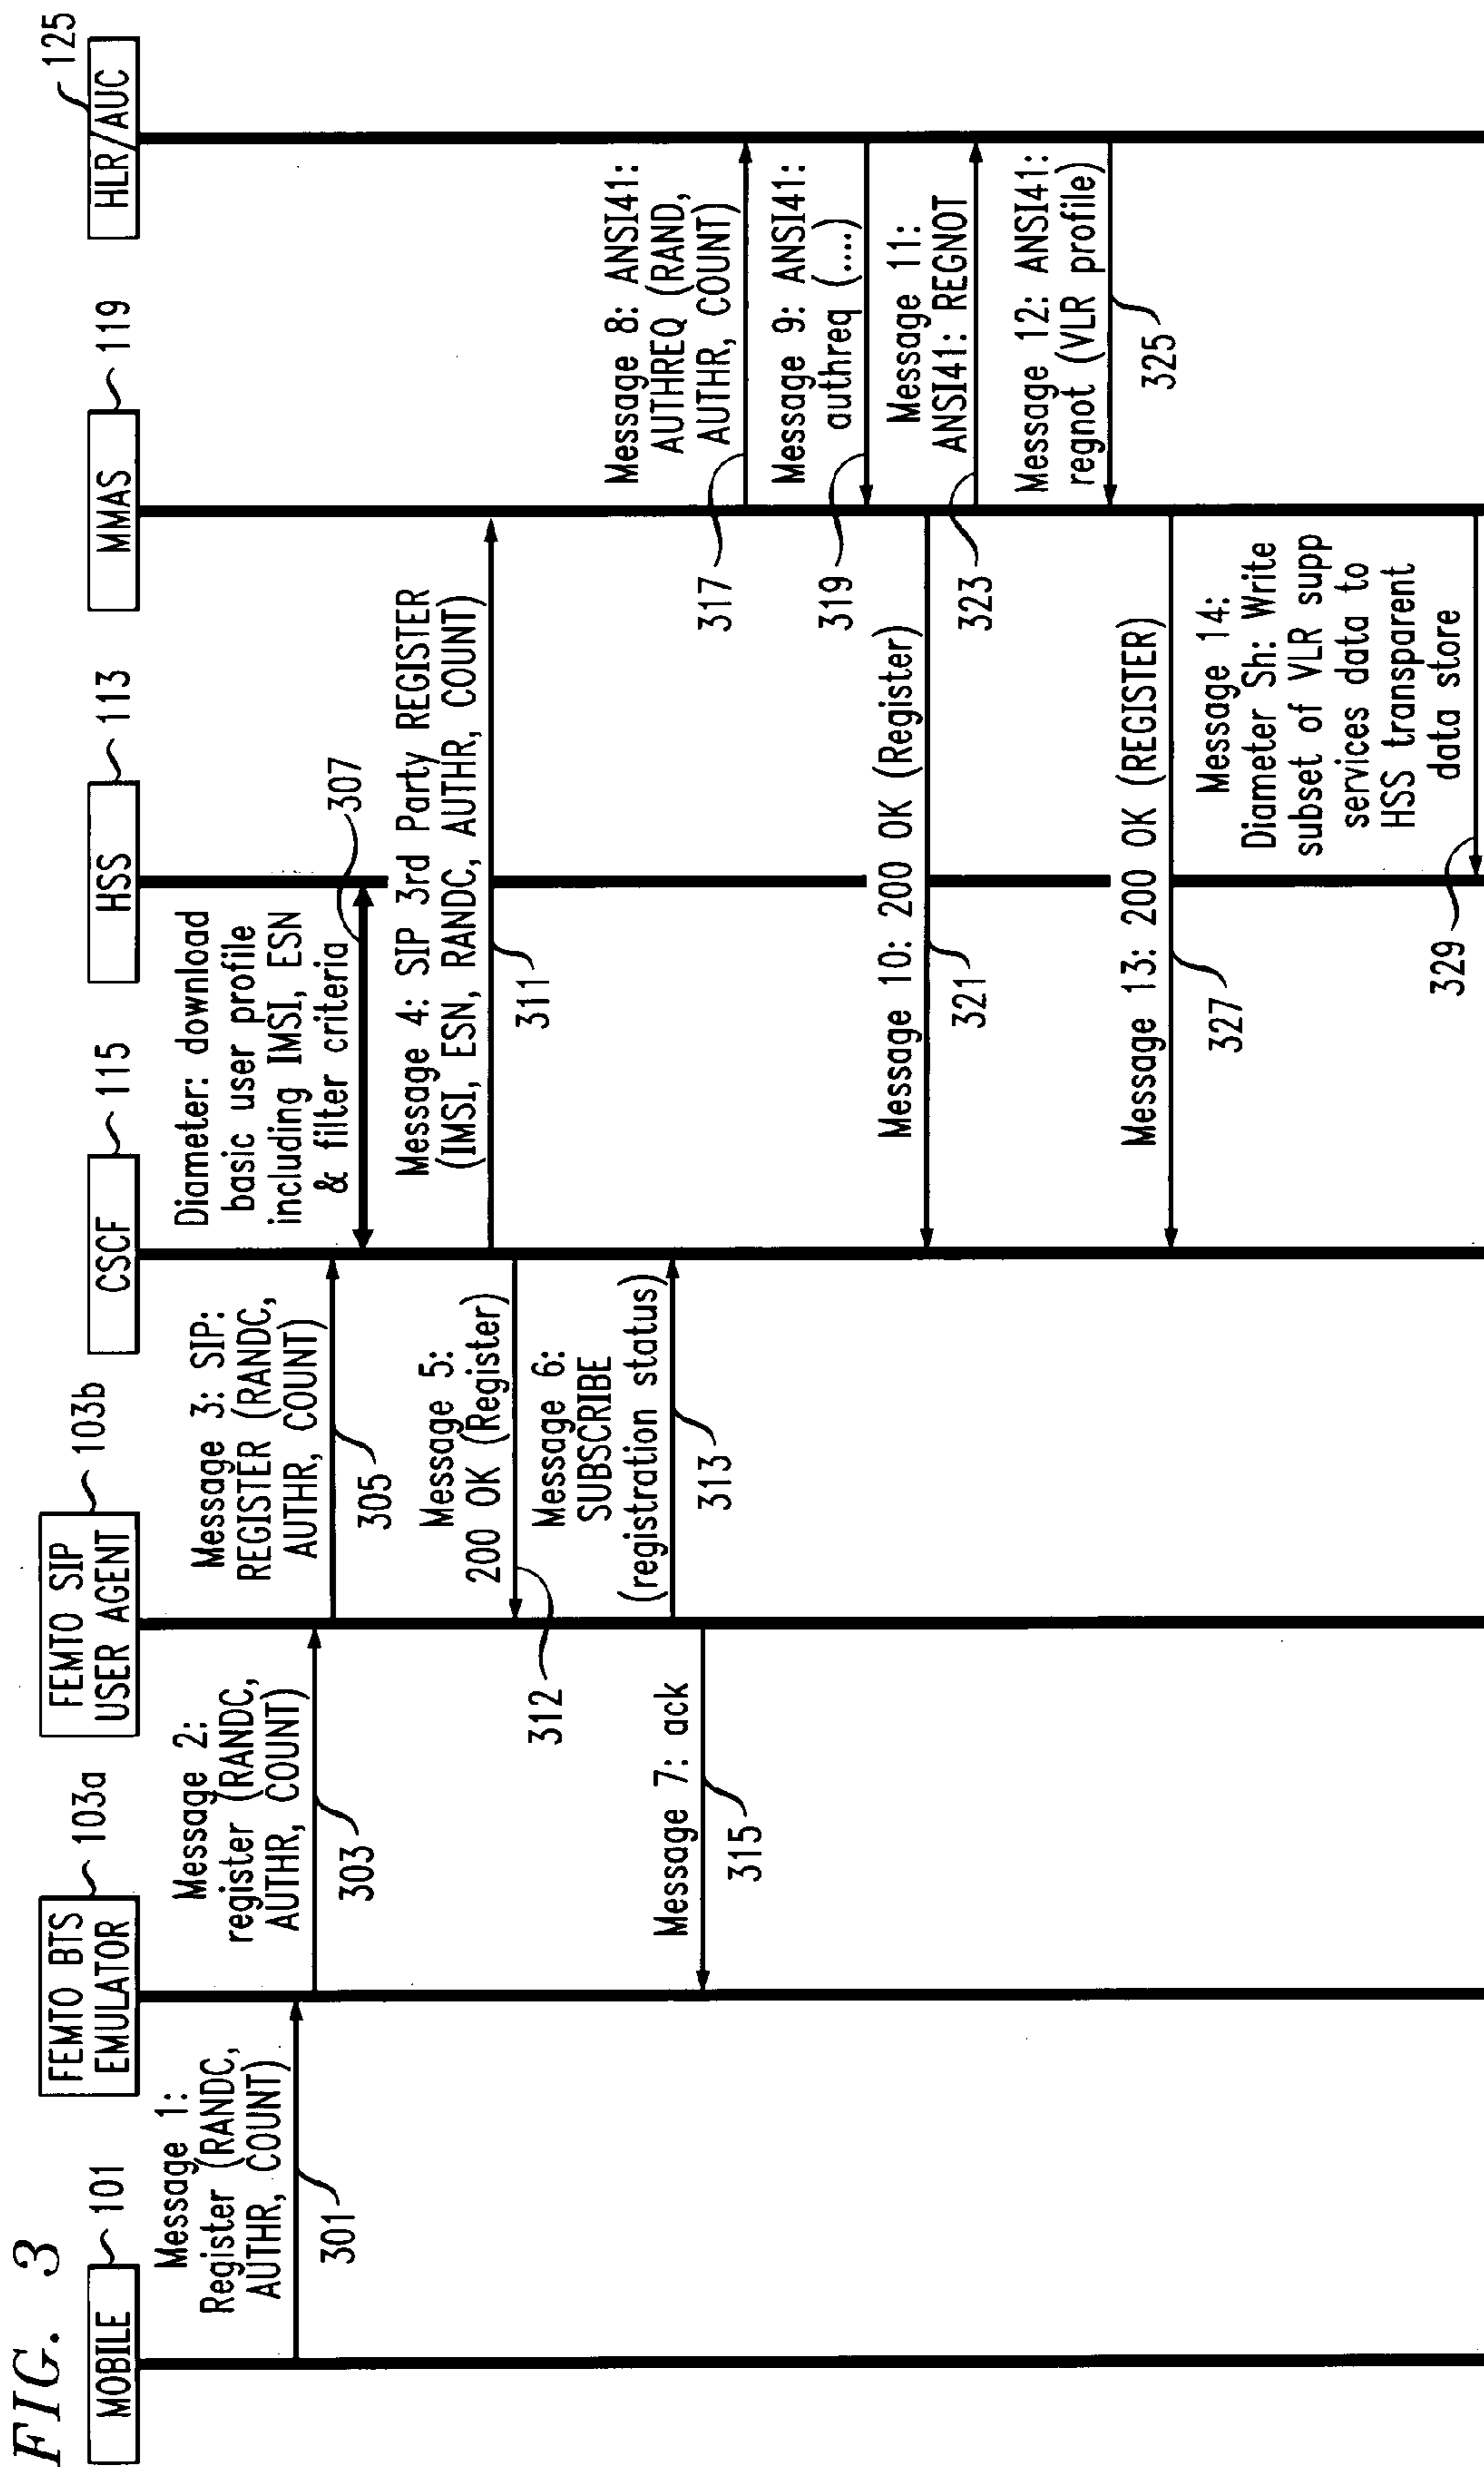 FIG. 3
MOBILE
101
FEMTO BTS
EMULATOR
103a
FEMTO SIP
USER AGENT
103b
CSCF
115
HSS
113
MMAS
119
HLR/AUC
125
Message 1:
Register (RANDC,
AUTHR, COUNT)
301
Message 2:
register (RANDC,
AUTHR, COUNT)
303
Message 3: SIP:
REGISTER (RANDC,
AUTHR, COUNT)
305
Diameter: download
basic user profile
including IMSI, ESN
& filter criteria
307
Message 4: SIP 3rd Party REGISTER
(IMSI, ESN, RANDC, AUTHR, COUNT)
311
Message 5:
200 OK (Register)
312
Message 6:
SUBSCRIBE
(registration status)
313
Message 7: ack
315
Message 8: ANSI41:
AUTHREQ (RAND,
AUTHR, COUNT)
317
Message 9: ANSI41:
authreq (....)
319
Message 10: 200 OK (Register)
321
Message 11:
ANSI41: REGNOT
323
Message 12: ANSI41:
regnot (VLR profile)
325
Message 13: 200 OK (REGISTER)
327
Message 14:
Diameter Sh: Write
subset of VLR supp
services data to
HSS transparent
data store
329